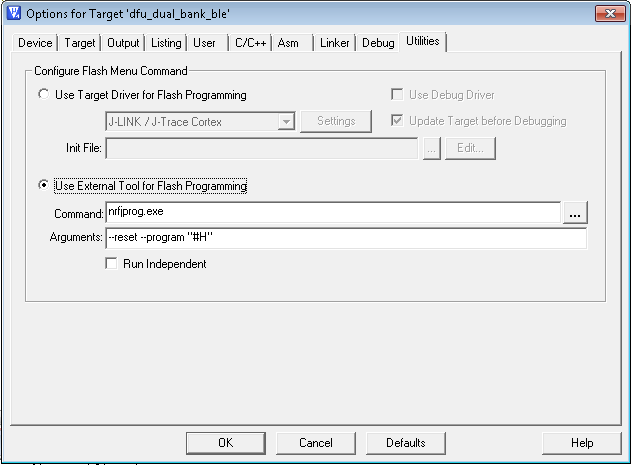 Options for Target 'dfu_dual_bank_ble'
Device Target Output Listing User C/C++ Asm Linker Debug Utilities
Configure Flash Menu Command
Use Target Driver for Flash Programming Use Debug Driver
J-LINK / J-Trace Cortex Settings Update Target before Debugging
Init File: ... Edit...
Use External Tool for Flash Programming
Command: nrfjprog.exe ...
Arguments: --reset --program "#H"
Run Independent
OK Cancel Defaults Help